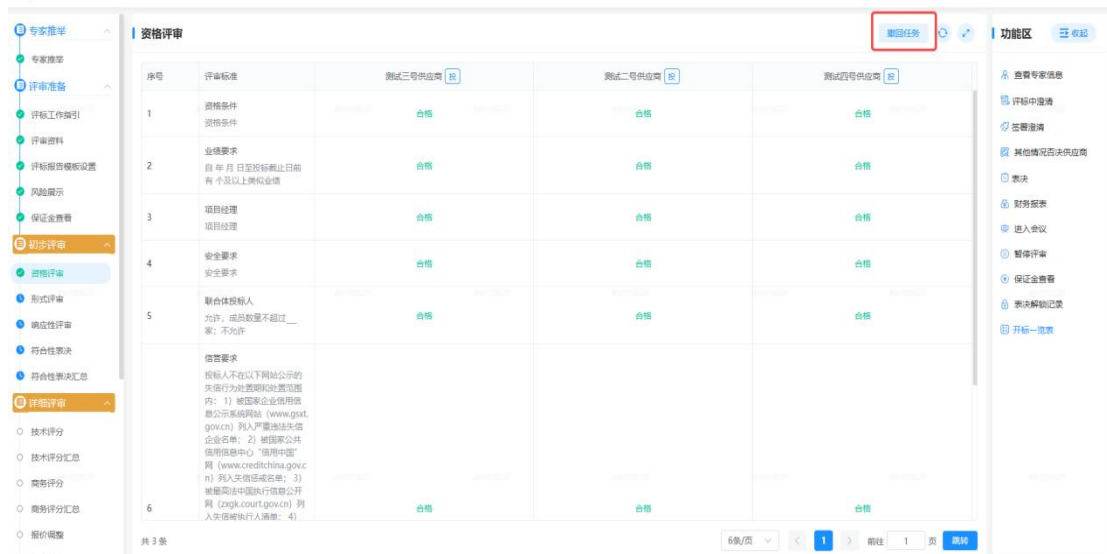 专家推举
专家推举
评审准备
评标工作指引
评审资料
评标报告模板设置
风险展示
保证金查看
初步评审
资格评审
形式评审
响应性评审
符合性表决
符合性表决汇总
详细评审
技术评分
技术评分汇总
商务评分
商务评分汇总
报价调整
资格评审
撤回任务
序号 评审标准 测试三号供应商 投 测试二号供应商 投 测试四号供应商 投
1 资格条件 合格 合格 合格
资格条件
2 业绩要求 合格 合格 合格
自 年 月 日至投标截止日前
有 个及以上类似业绩
3 项目经理 合格 合格 合格
项目经理
4 安全要求 合格 合格 合格
安全要求
5 联合体投标人 合格 合格 合格
允许，成员数量不超过__
家；不允许
信誉要求
投标人不在以下网站公示的
失信行为处置期和处置范围
内： 1）被国家企业信用信
息公示系统网站（www.gsxt.
gov.cn）列入严重违法失信
企业名单； 2）被国家公共
信用信息中心“信用中国”
网（www.creditchina.gov.c
n）列入失信惩戒名单； 3）
被最高法中国执行信息公开
网（zxgk.court.gov.cn）列
6 入失信被执行人清单； 4） 合格 合格 合格
共 3 条 6条/页 < 1 > 前往 1 页 跳转
功能区 收起
查看专家信息
评标中澄清
签署澄清
其他情况否决供应商
表决
财务报表
进入会议
暂停评审
保证金查看
表决解锁记录
开标一览表